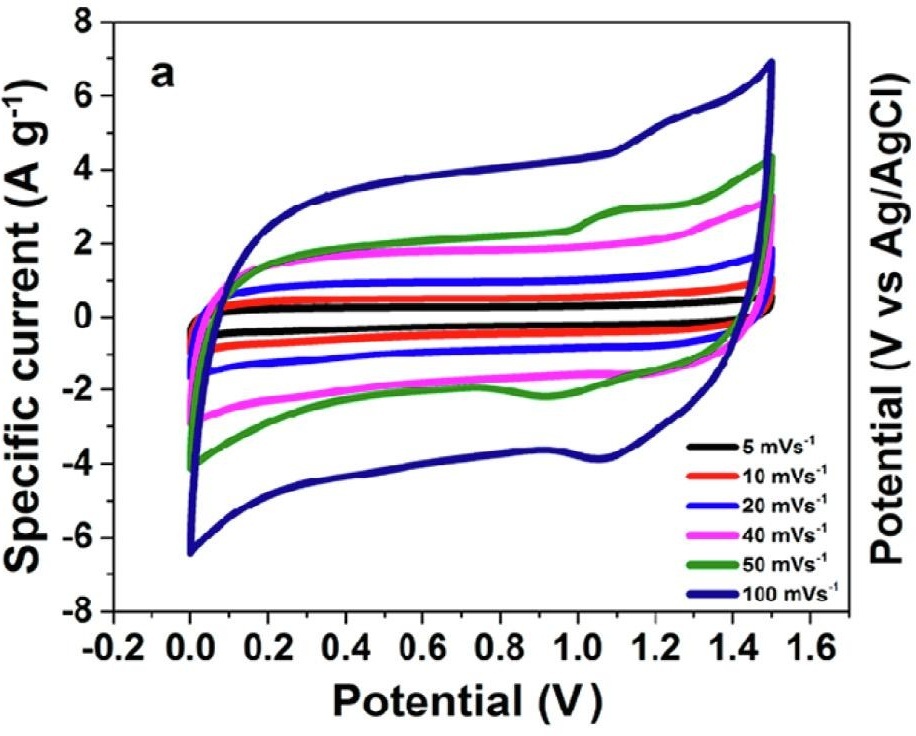 a
Specific current (A g⁻¹)
8
6
4
2
0
-2
-4
-6
-8
-0.2 0.0 0.2 0.4 0.6 0.8 1.0 1.2 1.4 1.6
Potential (V)
Potential (V vs Ag/AgCl)
5 mVs⁻¹
10 mVs⁻¹
20 mVs⁻¹
40 mVs⁻¹
50 mVs⁻¹
100 mVs⁻¹